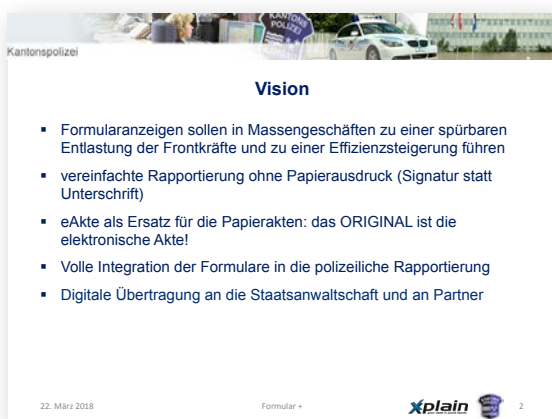 KANTONS
POLIZEI
Kantonspolizei
Vision
▪ Formularanzeigen sollen in Massengeschäften zu einer spürbaren
Entlastung der Frontkräfte und zu einer Effizienzsteigerung führen
▪ vereinfachte Rapportierung ohne Papierausdruck (Signatur statt
Unterschrift)
▪ eAkte als Ersatz für die Papierakten: das ORIGINAL ist die
elektronische Akte!
▪ Volle Integration der Formulare in die polizeiliche Rapportierung
▪ Digitale Übertragung an die Staatsanwaltschaft und an Partner
22. März 2018
Formular +
xplain
2